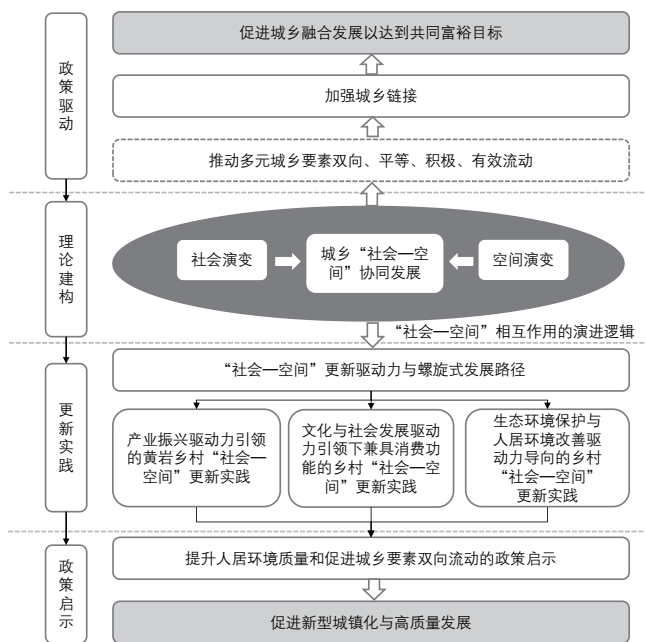 政策驱动
促进城乡融合发展以达到共同富裕目标
加强城乡链接
推动多元城乡要素双向、平等、积极、有效流动
理论建构
社会演变
城乡“社会—空
间”协同发展
空间演变
“社会—空间”相互作用的演进逻辑
更新实践
“社会—空间”更新驱动力与螺旋式发展路径
产业振兴驱动力引领
的黄岩乡村“社会—
空间”更新实践
文化与社会发展驱动
力引领下兼具消费功
能的乡村“社会—空
间”更新实践
生态环境保护与
人居环境改善驱
动力导向的乡村
“社会—空间”
更新实践
政策启示
提升人居环境质量和促进城乡要素双向流动的政策启示
促进新型城镇化与高质量发展